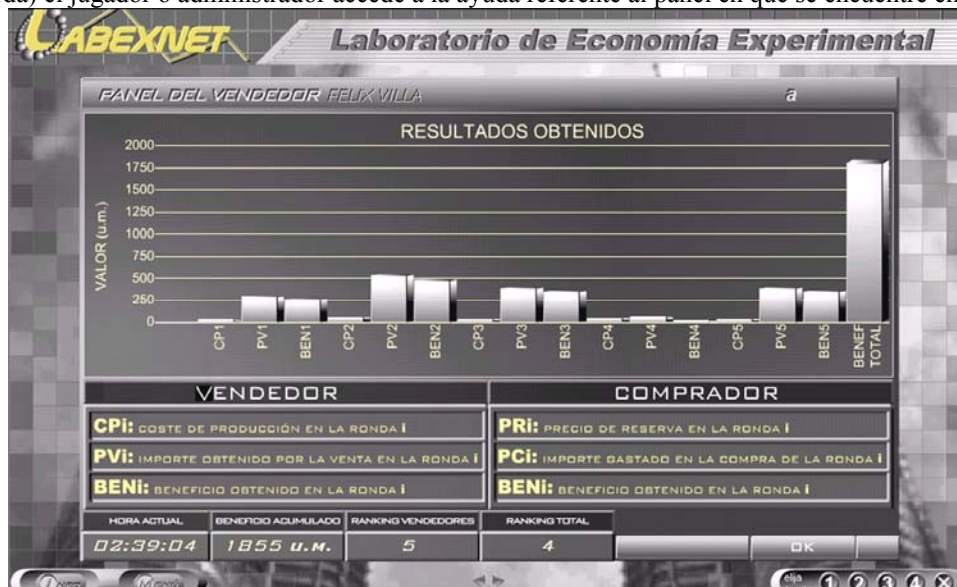 da) el jugador o administrador accede a la ayuda referente al panel en que se encuentre en
LABEXNET
Laboratorio de Economía Experimental
PANEL DEL VENDEDOR FELIX VILLA
a
RESULTADOS OBTENIDOS
VALOR (u.m.)
2000
1750
1500
1250
1000
750
500
250
0
CP1
PV1
BEN1
CP2
PV2
BEN2
CP3
PV3
BEN3
CP4
PV4
BEN4
CP5
PV5
BEN5
BENEF
TOTAL
VENDEDOR
COMPRADOR
CPi: COSTE DE PRODUCCIÓN EN LA RONDA i
PRi: PRECIO DE RESERVA EN LA RONDA i
PVi: IMPORTE OBTENIDO POR LA VENTA EN LA RONDA i
PCi: IMPORTE GASTADO EN LA COMPRA DE LA RONDA i
BENi: BENEFICIO OBTENIDO EN LA RONDA i
BENi: BENEFICIO OBTENIDO EN LA RONDA i
HORA ACTUAL
BENEFICIO ACUMULADO
RANKING VENDEDORES
RANKING TOTAL
02:39:04
1855 u.m.
5
4
OK
Menú
elija
1 2 3 4 X